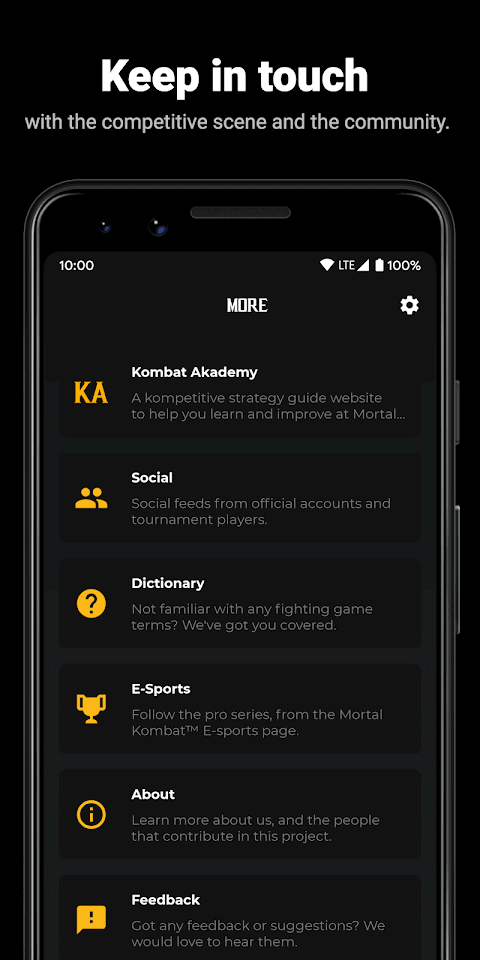 Keep in touch
with the competitive scene and the community.
10:00 LTE 100%
MORE
KA
Kombat Akademy
A kompetitive strategy guide website
to help you learn and improve at Mortal...
Social
Social feeds from official accounts and
tournament players.
Dictionary
Not familiar with any fighting game
terms? We've got you covered.
E-Sports
Follow the pro series, from the Mortal
Kombat™ E-sports page.
About
Learn more about us, and the people
that contribute in this project.
Feedback
Got any feedback or suggestions? We
would love to hear them.